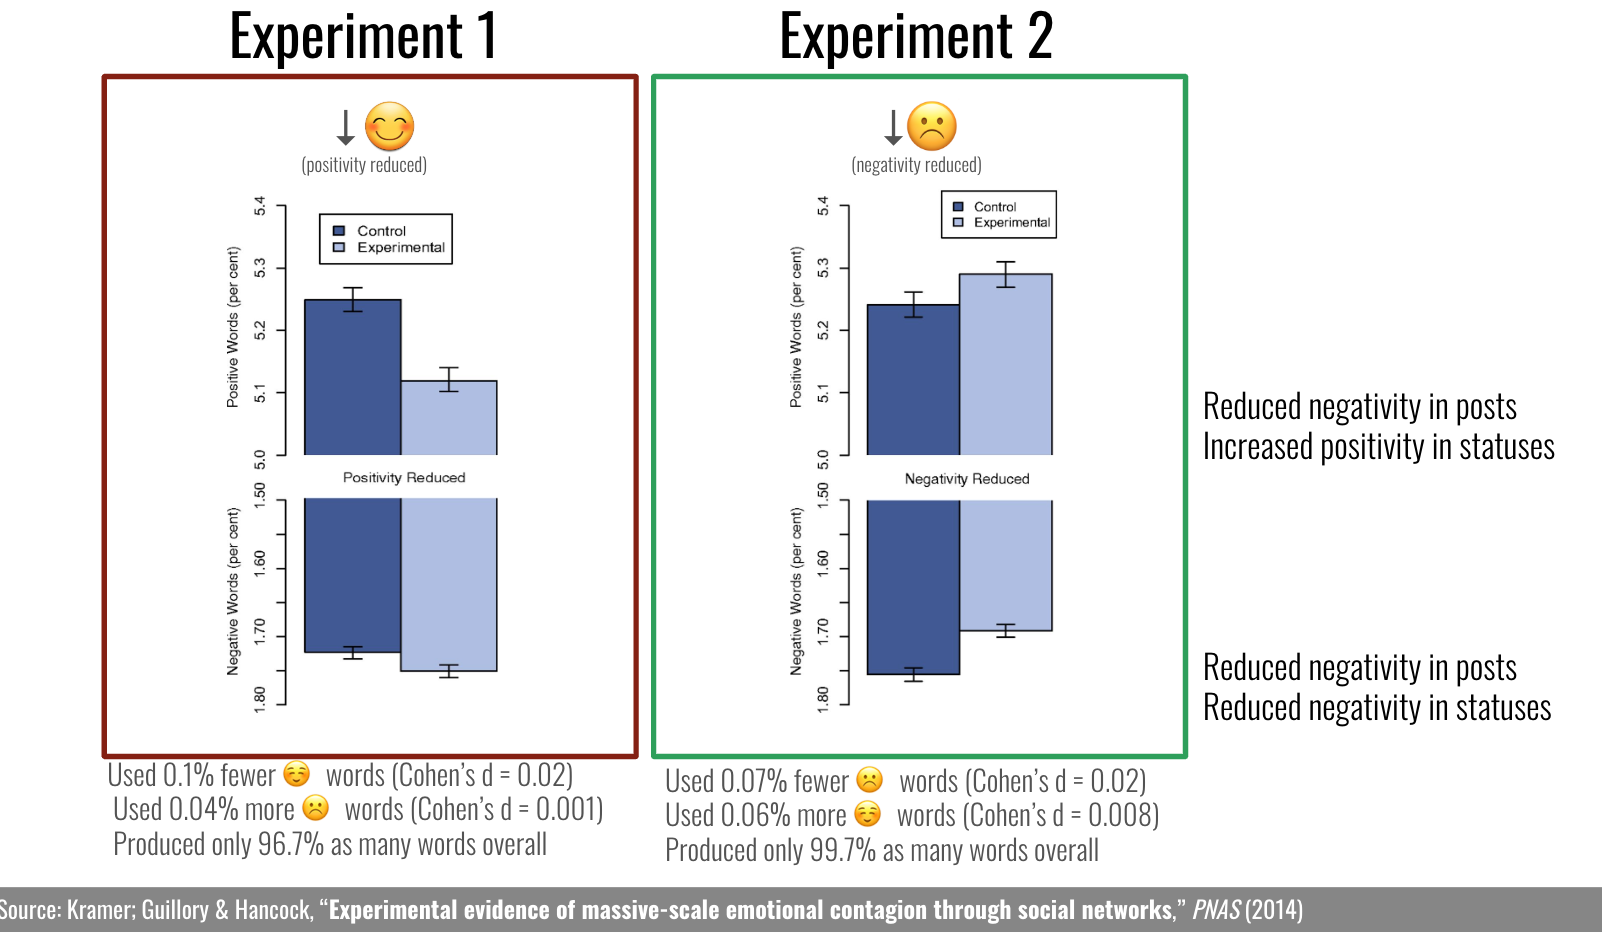 Experiment 1
↓ 😊
(positivity reduced)
Control
Experimental
Positive Words (per cent)
5.4
5.3
5.2
5.1
5.0
Positivity Reduced
Negative Words (per cent)
1.50
1.60
1.70
1.80
Used 0.1% fewer ☺️ words (Cohen's d = 0.02)
Used 0.04% more ☹️ words (Cohen's d = 0.001)
Produced only 96.7% as many words overall
Experiment 2
↓ ☹️
(negativity reduced)
Control
Experimental
Positive Words (per cent)
5.4
5.3
5.2
5.1
5.0
Negativity Reduced
Negative Words (per cent)
1.50
1.60
1.70
1.80
Used 0.07% fewer ☹️ words (Cohen's d = 0.02)
Used 0.06% more ☺️ words (Cohen's d = 0.008)
Produced only 99.7% as many words overall
Reduced negativity in posts
Increased positivity in statuses
Reduced negativity in posts
Reduced negativity in statuses
Source: Kramer; Guillory & Hancock, “Experimental evidence of massive-scale emotional contagion through social networks,” PNAS (2014)